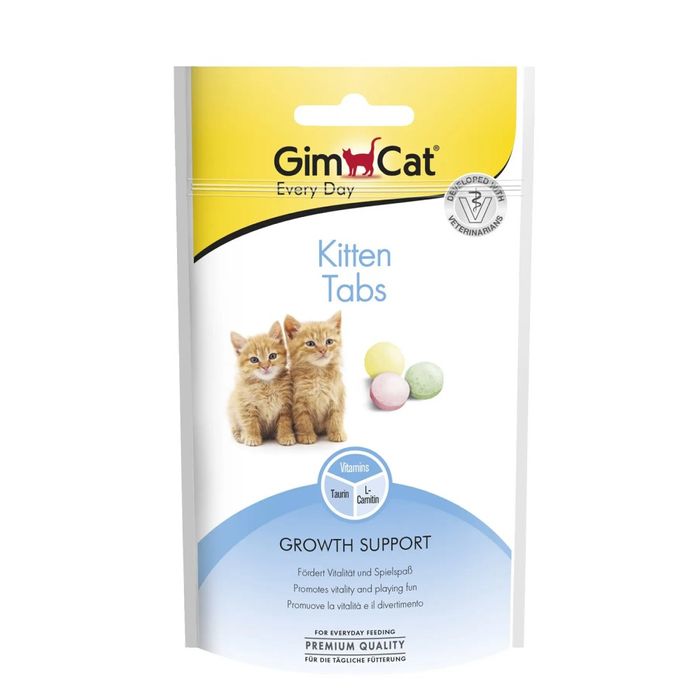 GimCat®
Every Day
DEVELOPED WITH
VETERINARIANS
V
Kitten
Tabs
Vitamins
Taurin
L-
Carnitin
GROWTH SUPPORT
Fördert Vitalität und Spielspaß
Promotes vitality and playing fun
Promuove la vitalità e il divertimento
FOR EVERYDAY FEEDING
PREMIUM QUALITY
FÜR DIE TÄGLICHE FÜTTERUNG